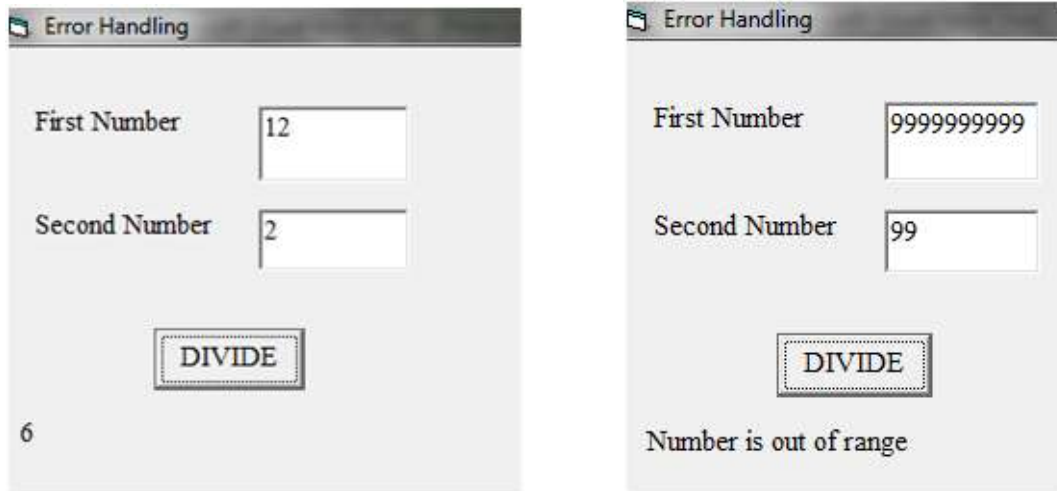 Error Handling
First Number
12
Second Number
2
DIVIDE
6
Error Handling
First Number
9999999999
Second Number
99
DIVIDE
Number is out of range